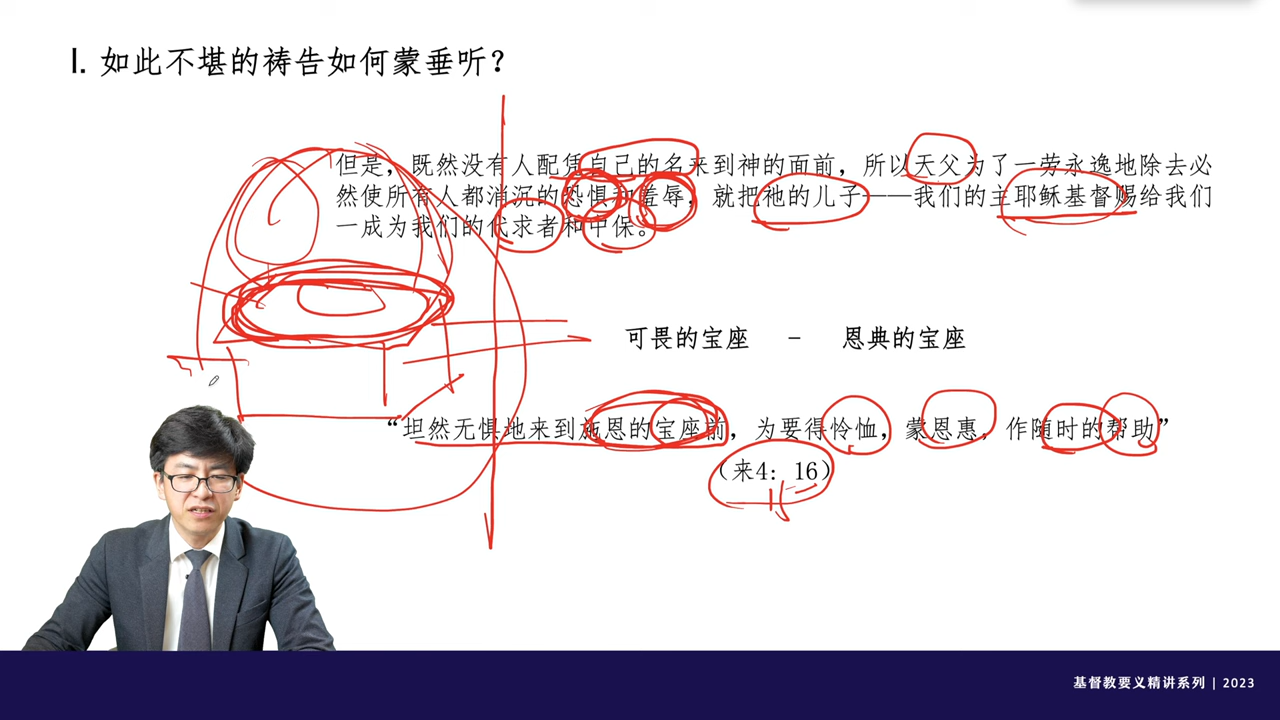 I. 如此不堪的祷告如何蒙垂听？
但是，既然没有人配凭自己的名来到神的面前，所以天父为了一劳永逸地除去必
然使所有人都消沉的恐惧和羞辱，就把祂的儿子——我们的主耶稣基督赐给我们
一成为我们的代求者和中保。
可畏的宝座 － 恩典的宝座
“坦然无惧地来到施恩的宝座前，为要得怜恤，蒙恩惠，作随时的帮助”
（来4：16）
基督教要义精讲系列 | 2023